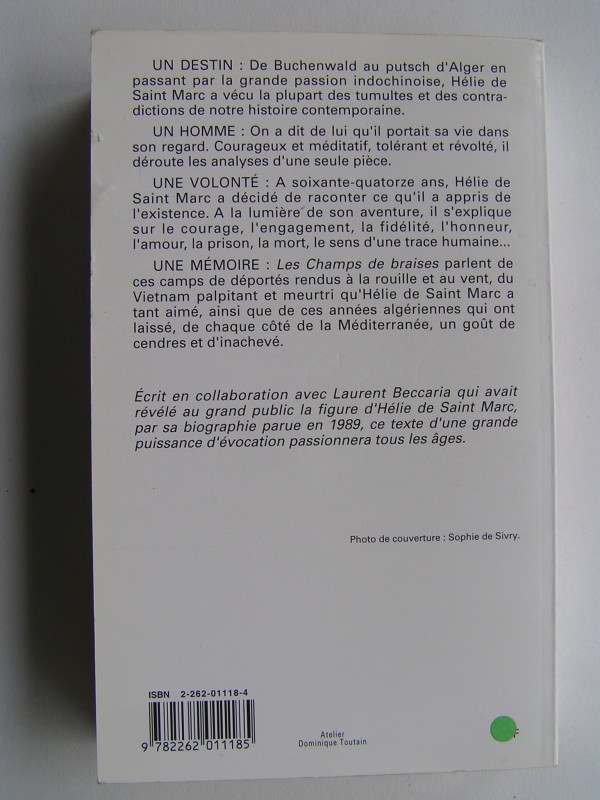 UN DESTIN : De Buchenwald au putsch d'Alger en
passant par la grande passion indochinoise, Hélie de
Saint Marc a vécu la plupart des tumultes et des contra-
dictions de notre histoire contemporaine.
UN HOMME : On a dit de lui qu'il portait sa vie dans
son regard. Courageux et méditatif, tolérant et révolté, il
déroute les analyses d'une seule pièce.
UNE VOLONTÉ : A soixante-quatorze ans, Hélie de
Saint Marc a décidé de raconter ce qu'il a appris de
l'existence. A la lumière de son aventure, il s'explique
sur le courage, l'engagement, la fidélité, l'honneur,
l'amour, la prison, la mort, le sens d'une trace humaine...
UNE MÉMOIRE : Les Champs de braises parlent de
ces camps de déportés rendus à la rouille et au vent, du
Vietnam palpitant et meurtri qu'Hélie de Saint Marc a
tant aimé, ainsi que de ces années algériennes qui ont
laissé, de chaque côté de la Méditerranée, un goût de
cendres et d'inachevé.
Écrit en collaboration avec Laurent Beccaria qui avait
révélé au grand public la figure d'Hélie de Saint Marc,
par sa biographie parue en 1989, ce texte d'une grande
puissance d'évocation passionnera tous les âges.
Photo de couverture : Sophie de Sivry.
ISBN 2-262-01118-4
9 782262 011185
Atelier
Dominique Toutain